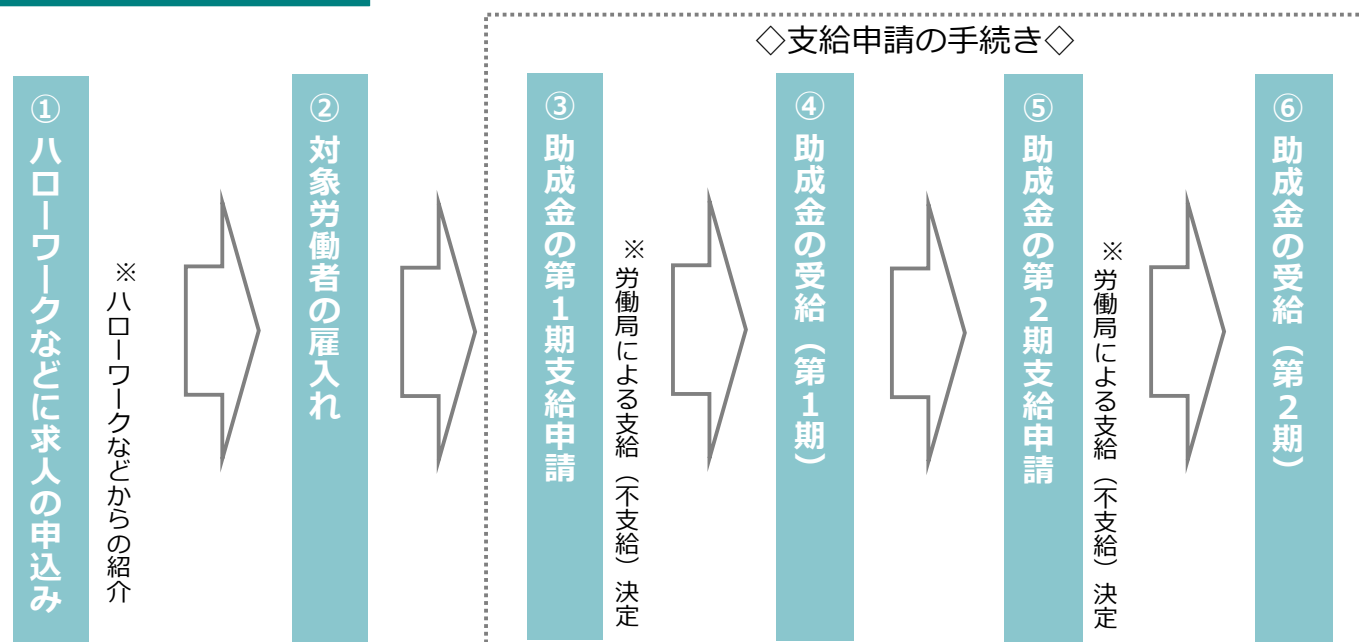 ◇支給申請の手続き◇
①ハローワークなどに求人の申込み
※ハローワークなどからの紹介
②対象労働者の雇入れ
③助成金の第1期支給申請
※労働局による支給（不支給）決定
④助成金の受給（第1期）
⑤助成金の第2期支給申請
※労働局による支給（不支給）決定
⑥助成金の受給（第2期）